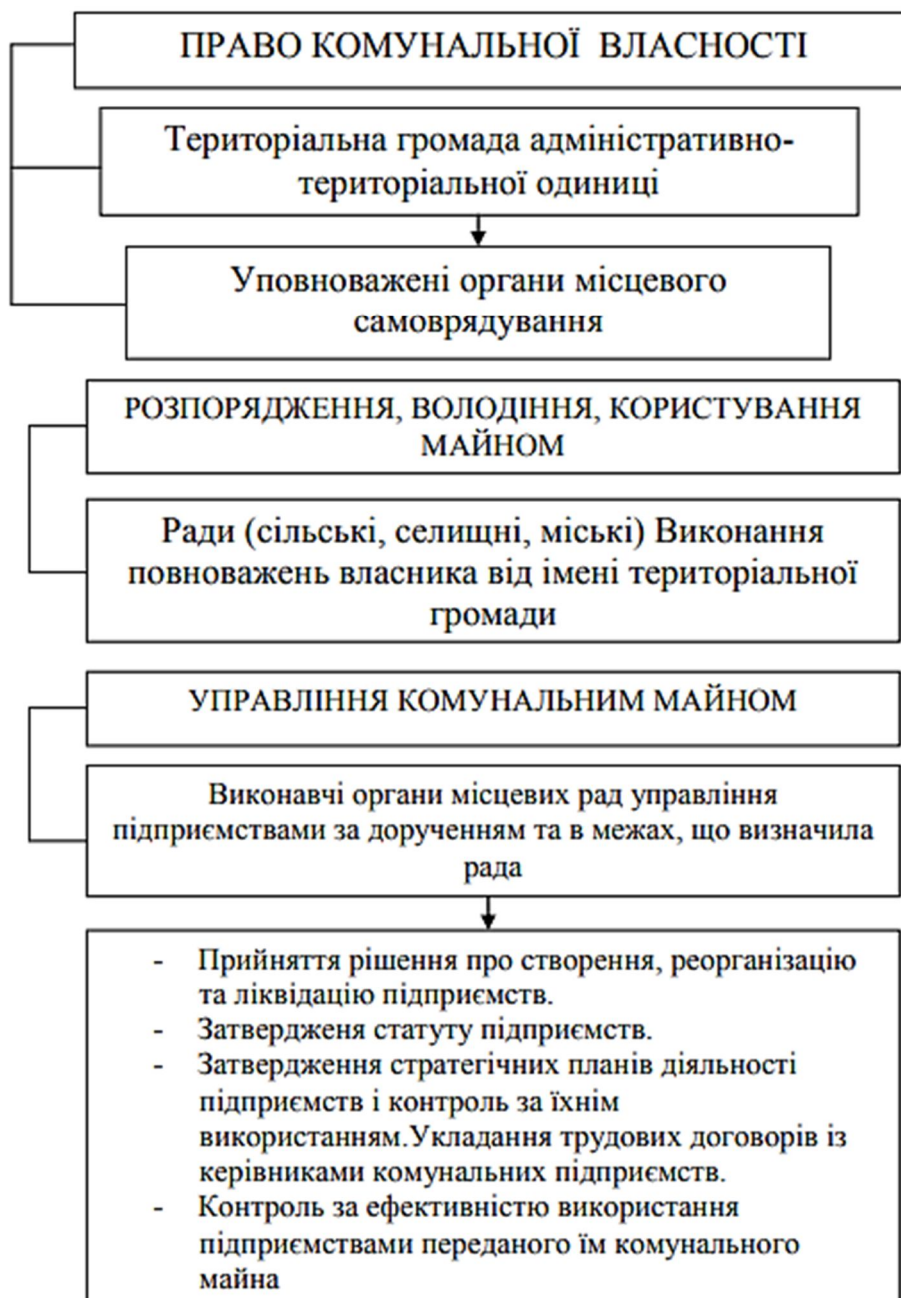 ПРАВО КОМУНАЛЬНОЇ ВЛАСНОСТІ
Територіальна громада адміністративно-
територіальної одиниці
Уповноважені органи місцевого
самоврядування
РОЗПОРЯДЖЕННЯ, ВОЛОДІННЯ, КОРИСТУВАННЯ
МАЙНОМ
Ради (сільські, селищні, міські) Виконання
повноважень власника від імені територіальної
громади
УПРАВЛІННЯ КОМУНАЛЬНИМ МАЙНОМ
Виконавчі органи місцевих рад управління
підприємствами за дорученням та в межах, що визначила
рада
- Прийняття рішення про створення, реорганізацію
та ліквідацію підприємств.
- Затвердженя статуту підприємств.
- Затвердження стратегічних планів діяльності
підприємств і контроль за їхнім
використанням.Укладання трудових договорів із
керівниками комунальних підприємств.
- Контроль за ефективністю використання
підприємствами переданого їм комунального
майна